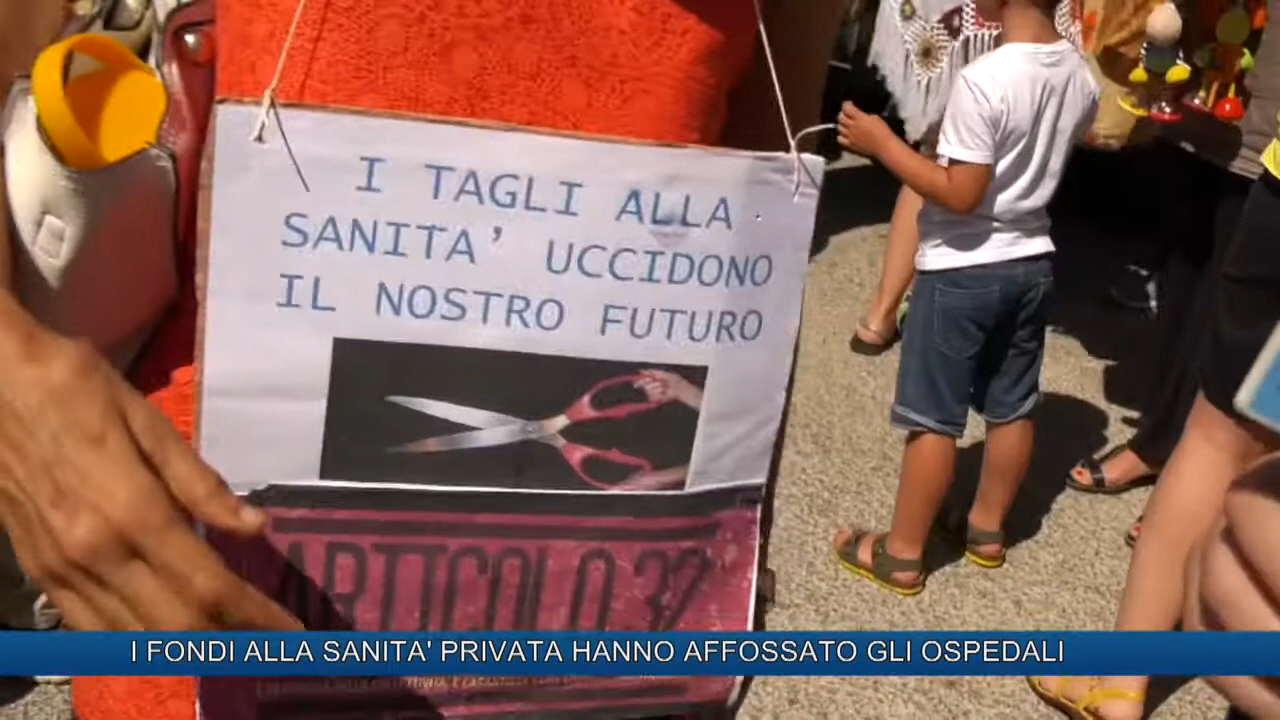 I TAGLI ALLA
SANITA' UCCIDONO
IL NOSTRO FUTURO
ARTICOLO 32
I FONDI ALLA SANITA' PRIVATA HANNO AFFOSSATO GLI OSPEDALI